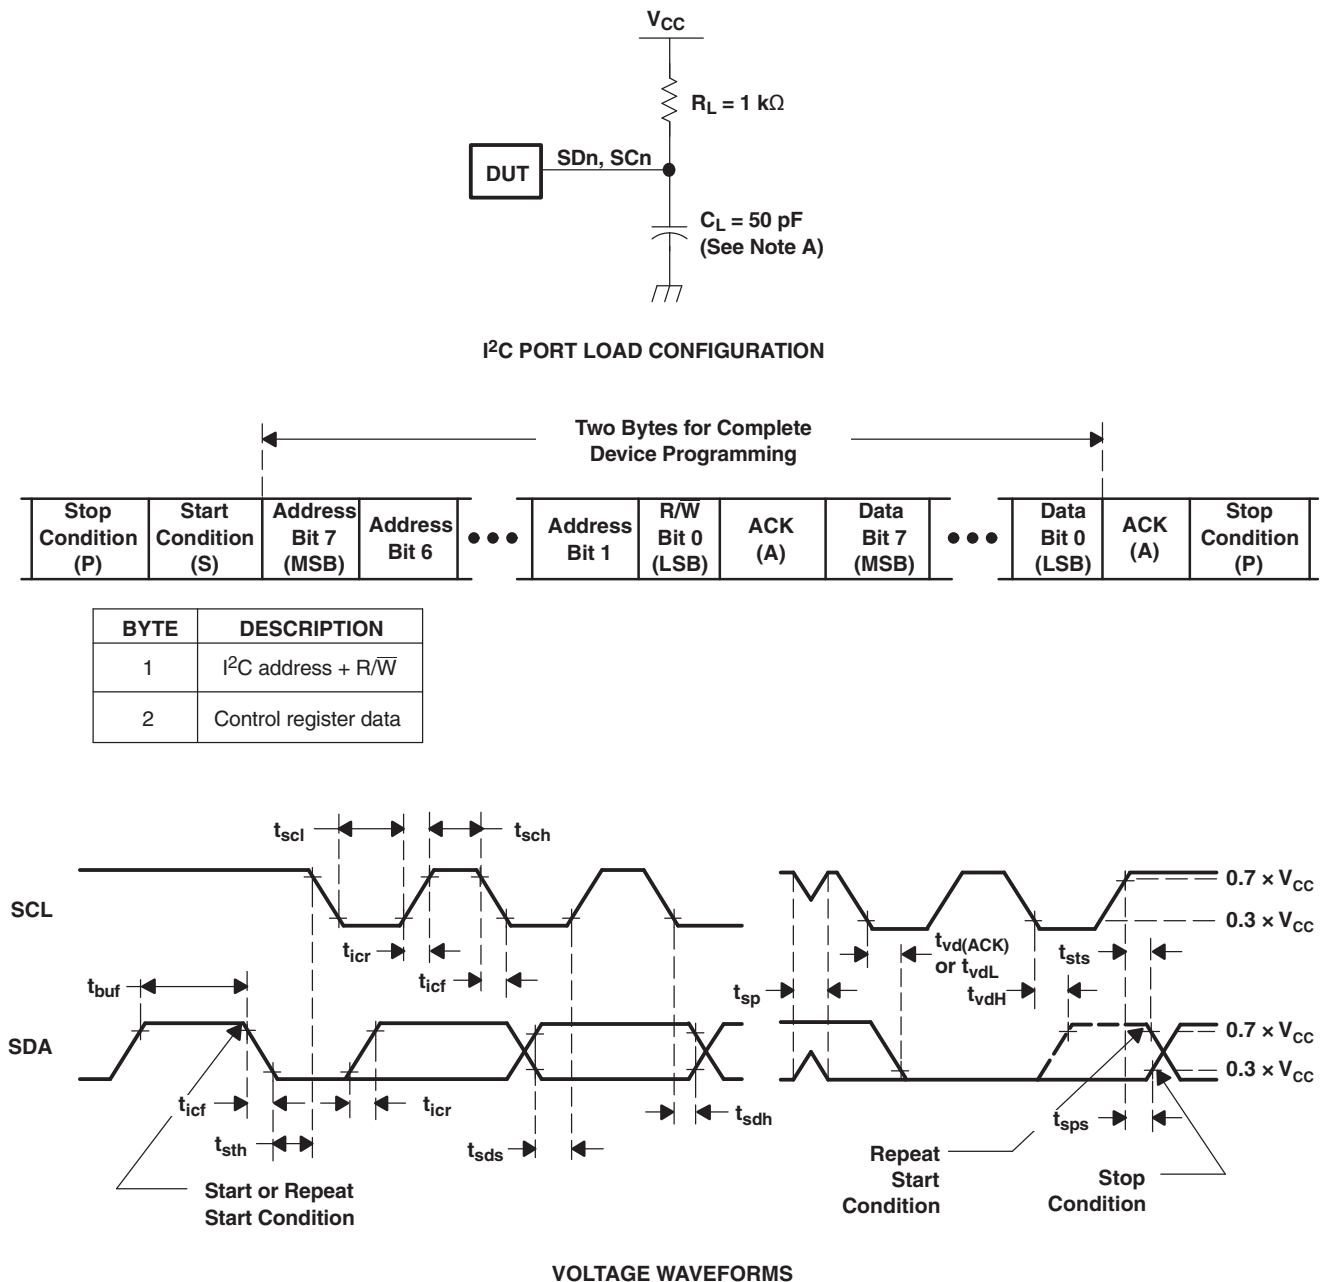 VCC
RL = 1 kΩ
DUT
SDn, SCn
CL = 50 pF
(See Note A)
I²C PORT LOAD CONFIGURATION
Two Bytes for Complete
Device Programming
Stop
Condition
(P)
Start
Condition
(S)
Address
Bit 7
(MSB)
Address
Bit 6
•••
Address
Bit 1
R/W̅
Bit 0
(LSB)
ACK
(A)
Data
Bit 7
(MSB)
•••
Data
Bit 0
(LSB)
ACK
(A)
Stop
Condition
(P)
BYTE DESCRIPTION
1 I²C address + R/W̅
2 Control register data
tscl
tsch
SCL
0.7 × VCC
0.3 × VCC
ticr
ticf
tvd(ACK)
or tvdL
tsts
tbuf
tsp
tvdH
SDA
0.7 × VCC
0.3 × VCC
ticf
ticr
tsdh
tsps
tsth
tsds
Start or Repeat
Start Condition
Repeat
Start
Condition
Stop
Condition
VOLTAGE WAVEFORMS